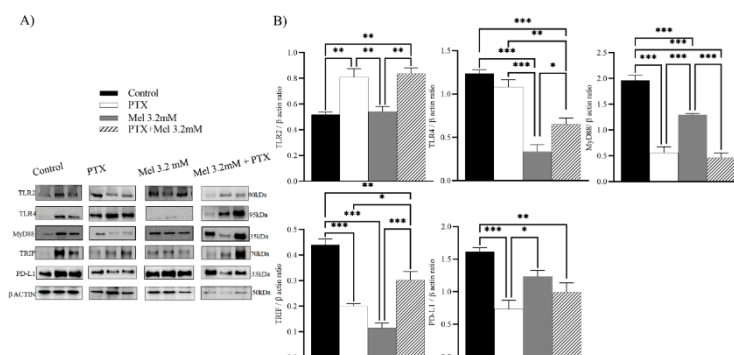 A)
Control
PTX
Mel 3.2mM
PTX+Mel 3.2mM
Control
PTX
Mel 3.2 mM
Mel 3.2mM + PTX
TLR2
90kDa
TLR4
95kDa
MyD88
35kDa
TRIF
70kDa
PD-L1
33kDa
β ACTIN
50kDa
B)
TLR2 / β actin ratio
1.0
0.8
0.6
0.4
0.2
0.0
**
** ** **
TLR4 / β actin ratio
1.5
1.0
0.5
0.0
***
**
***
*
MyD88/ β actin ratio
2.5
2.0
1.5
1.0
0.5
0.0
***
***
*** *** ***
TRIF / β actin ratio
0.5
0.4
0.3
0.2
0.1
0.0
**
*
***
*** ***
PD-L1 / β actin ratio
2.0
1.5
1.0
0.5
0.0
**
*** *